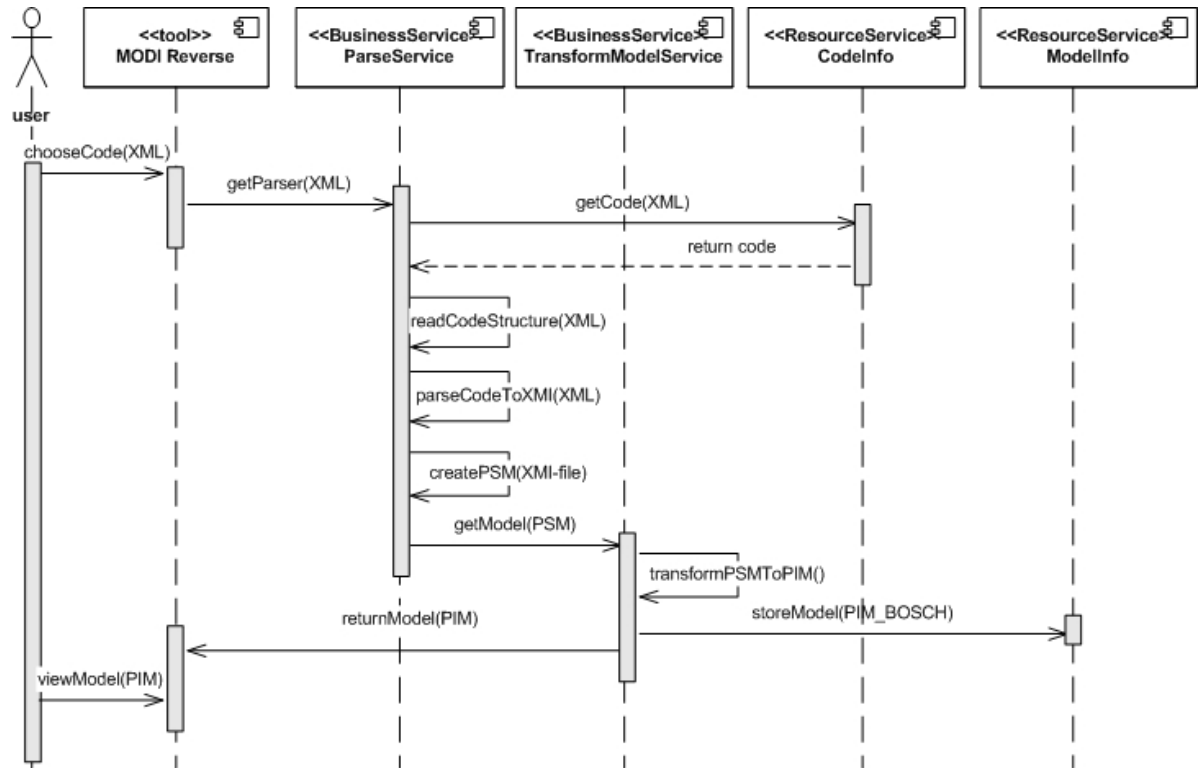 <<tool>>
MODI Reverse
<<BusinessService>
ParseService
<<BusinessService>
TransformModelService
<<ResourceService>
CodeInfo
<<ResourceService>
ModelInfo
user
chooseCode(XML)
getParser(XML)
getCode(XML)
return code
readCodeStructure(XML)
parseCodeToXMI(XML)
createPSM(XMI-file)
getModel(PSM)
transformPSMToPIM()
storeModel(PIM_BOSCH)
returnModel(PIM)
viewModel(PIM)